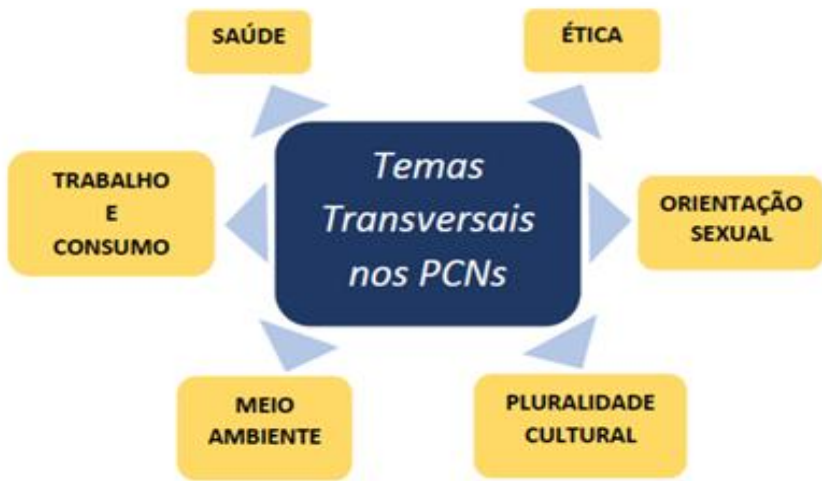 SAÚDE
ÉTICA
Temas
Transversais
nos PCNs
TRABALHO
E
CONSUMO
ORIENTAÇÃO
SEXUAL
MEIO
AMBIENTE
PLURALIDADE
CULTURAL